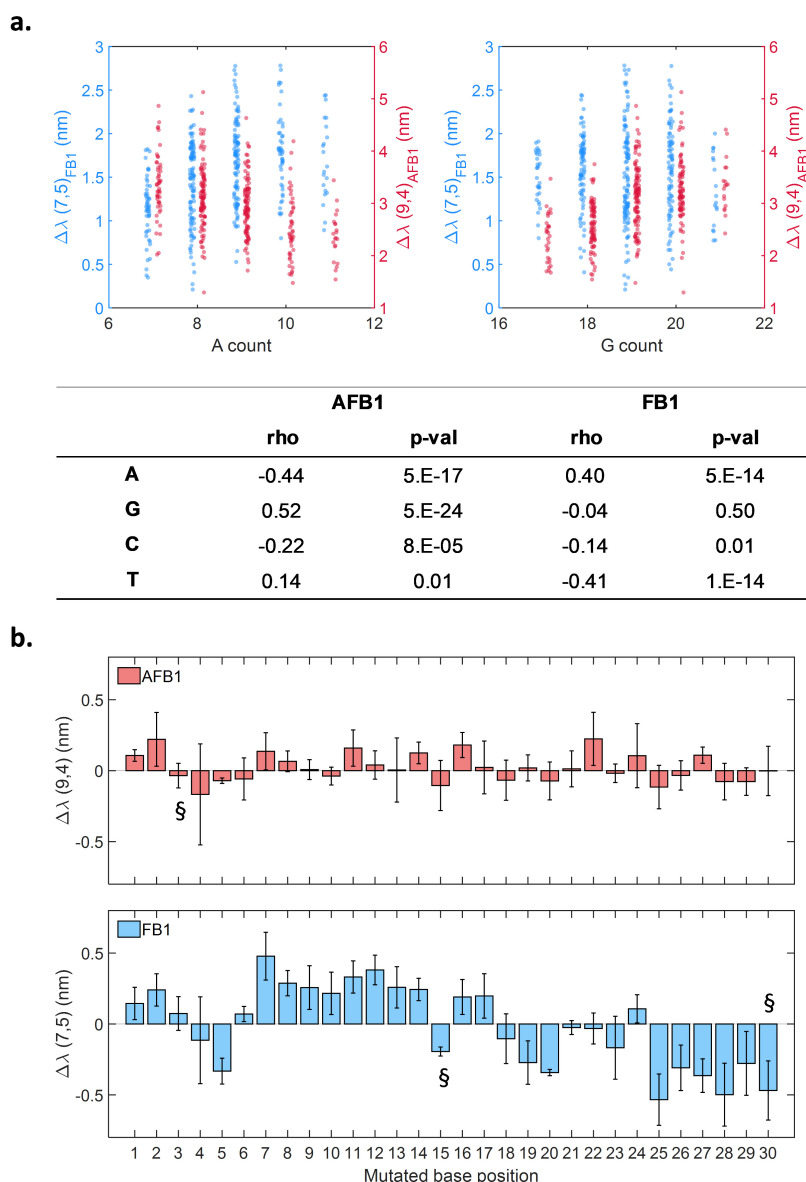 a.
3
2.5
2
1.5
1
0.5
0
Δλ (7,5)FB1 (nm)
6
5
4
3
2
1
Δλ (9,4)AFB1 (nm)
6 8 10 12
A count
3
2.5
2
1.5
1
0.5
0
Δλ (7,5)FB1 (nm)
6
5
4
3
2
1
Δλ (9,4)AFB1 (nm)
16 18 20 22
G count
AFB1 FB1
rho p-val rho p-val
A -0.44 5.E-17 0.40 5.E-14
G 0.52 5.E-24 -0.04 0.50
C -0.22 8.E-05 -0.14 0.01
T 0.14 0.01 -0.41 1.E-14
b.
AFB1
0.5
0
-0.5
Δλ (9,4) (nm)
§
FB1
0.5
0
-0.5
Δλ (7,5) (nm)
§
§
1 2 3 4 5 6 7 8 9 10 11 12 13 14 15 16 17 18 19 20 21 22 23 24 25 26 27 28 29 30
Mutated base position